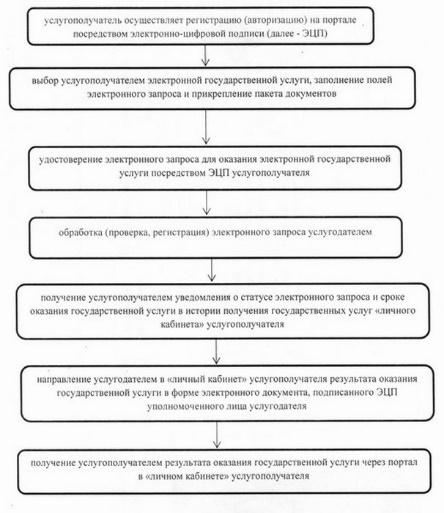 услугополучатель осуществляет регистрацию (авторизацию) на портале
посредством электронно-цифровой подписи (далее - ЭЦП)
выбор услугополучателем электронной государственной услуги, заполнение полей
электронного запроса и прикрепление пакета документов
удостоверение электронного запроса для оказания электронной государственной
услуги посредством ЭЦП услугополучателя
обработка (проверка, регистрация) электронного запроса услугодателем
получение услугополучателем уведомления о статусе электронного запроса и сроке
оказания государственной услуги в истории получения государственных услуг «личного
кабинета» услугополучателя
направление услугодателем в «личный кабинет» услугополучателя результата оказания
государственной услуги в форме электронного документа, подписанного ЭЦП
уполномоченного лица услугодателя
получение услугополучателем результата оказания государственной услуги через портал
в «личном кабинете» услугополучателя